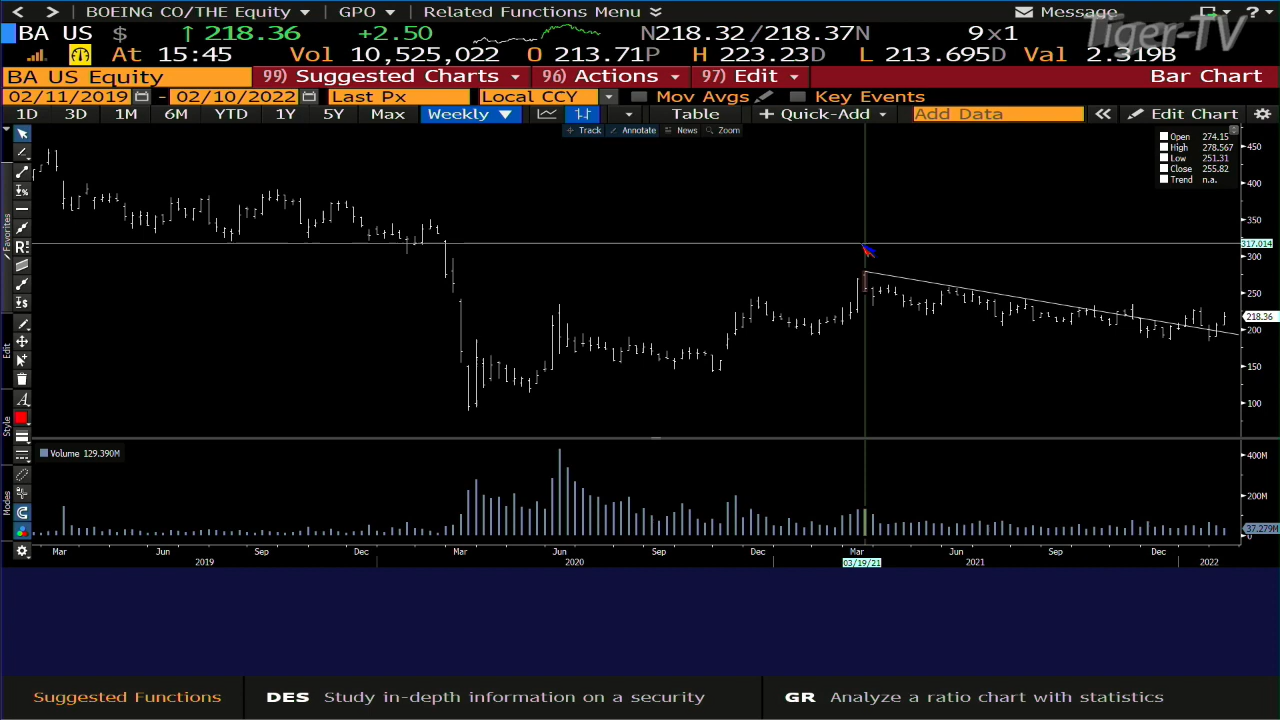 < > BOEING CO/THE Equity GPO Related Functions Menu Message ?
BA US $ ↑ 218.36 +2.50 N218.32/218.37N 9×1
Tiger-TV
At 15:45 Vol 10,525,022 O 213.71P H 223.23D L 213.695D Val 2.319B
BA US Equity 99) Suggested Charts 96) Actions 97) Edit Bar Chart
02/11/2019 - 02/10/2022 Last Px Local CCY Mov Avgs Key Events
1D 3D 1M 6M YTD 1Y 5Y Max Weekly ▼ Table + Quick-Add Add Data « Edit Chart
Track Annotate News Zoom
Open 274.15
High 278.567
Low 251.31
Close 255.82
Trend n.a.
450
400
350
317.014
300
250
218.36
200
150
100
Favorites
Edit
Style
Modes
Volume 129.390M
400M
200M
37.279M
0
Mar Jun Sep Dec Mar Jun Sep Dec Mar Jun Sep Dec
2019 2020 03/19/21 2021 2022
Suggested Functions DES Study in-depth information on a security GR Analyze a ratio chart with statistics